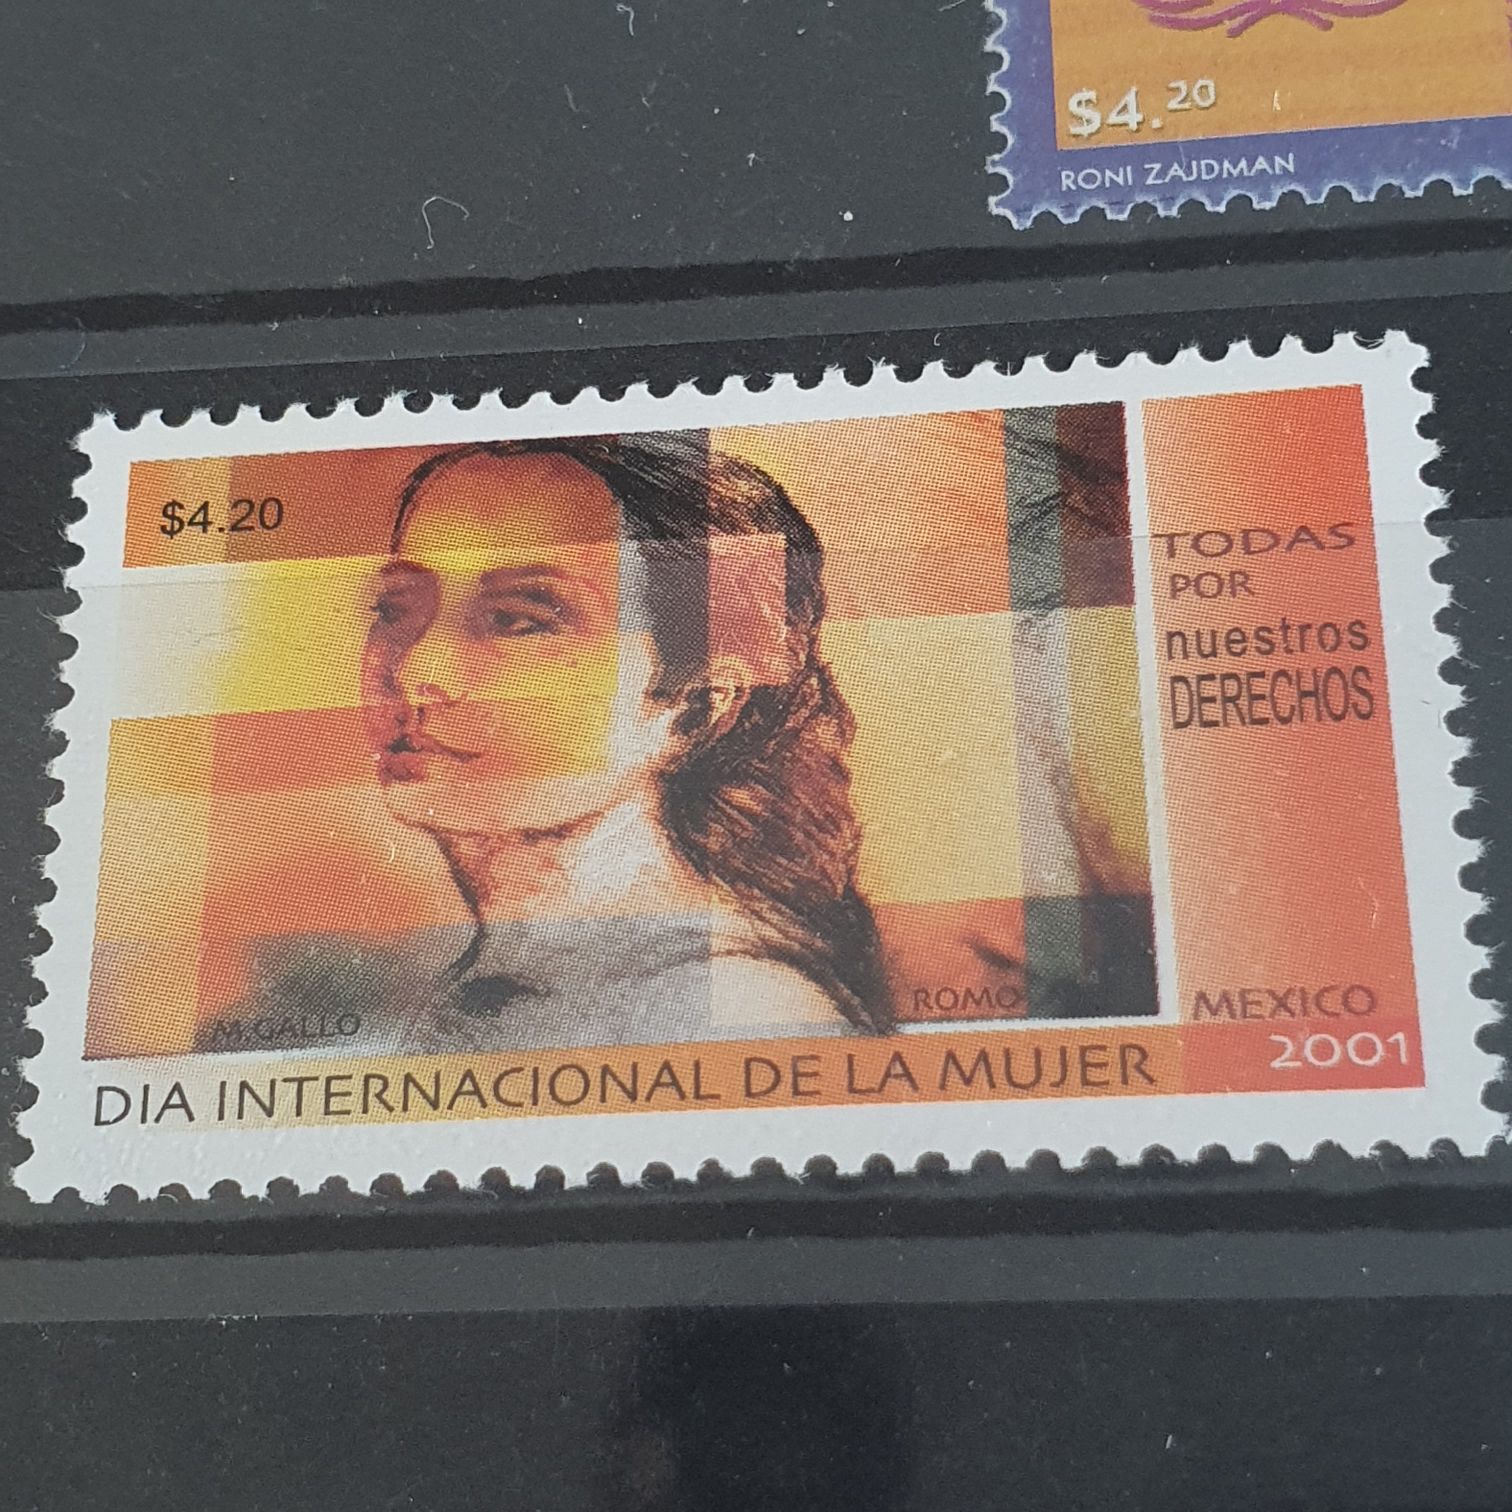 $4.20
RONI ZAJDMAN
$4.20
TODAS
POR
nuestros
DERECHOS
M.GALLO
ROMO
MEXICO
2001
DIA INTERNACIONAL DE LA MUJER